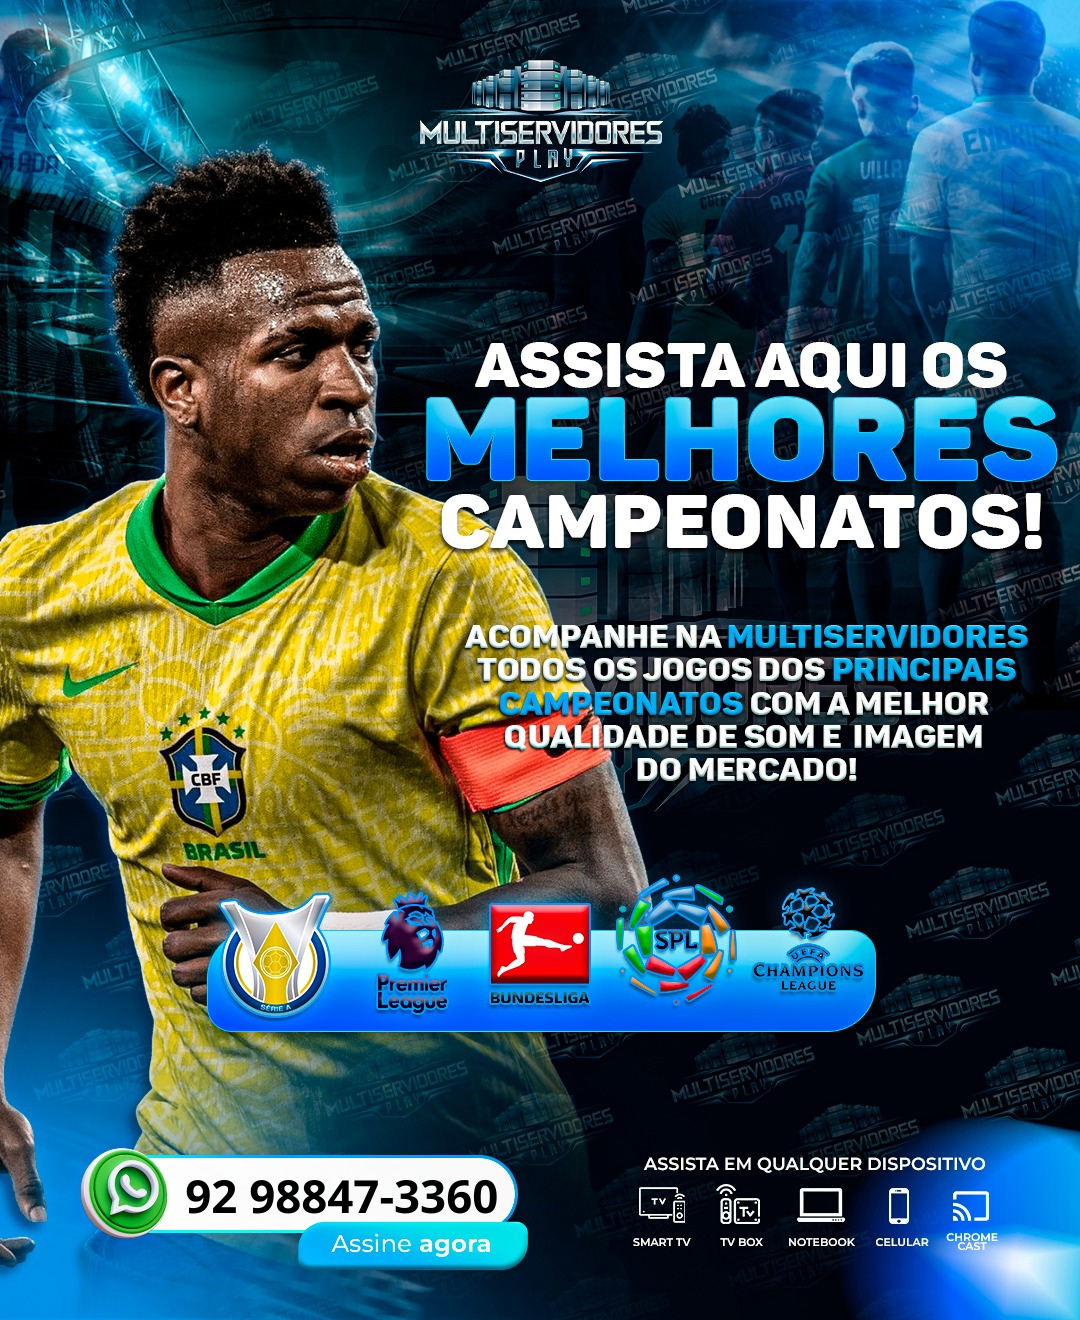 MULTISERVIDORES
PLAY
ASSISTA AQUI OS
MELHORES
CAMPEONATOS!
ACOMPANHE NA MULTISERVIDORES
TODOS OS JOGOS DOS PRINCIPAIS
CAMPEONATOS COM A MELHOR
QUALIDADE DE SOM E IMAGEM
DO MERCADO!
CBF
BRASIL
SÉRIE A
Premier
League
BUNDESLIGA
SPL
UEFA
CHAMPIONS
LEAGUE
92 98847-3360
Assine agora
ASSISTA EM QUALQUER DISPOSITIVO
TV
TV
SMART TV
TV BOX
NOTEBOOK
CELULAR
CHROME
CAST